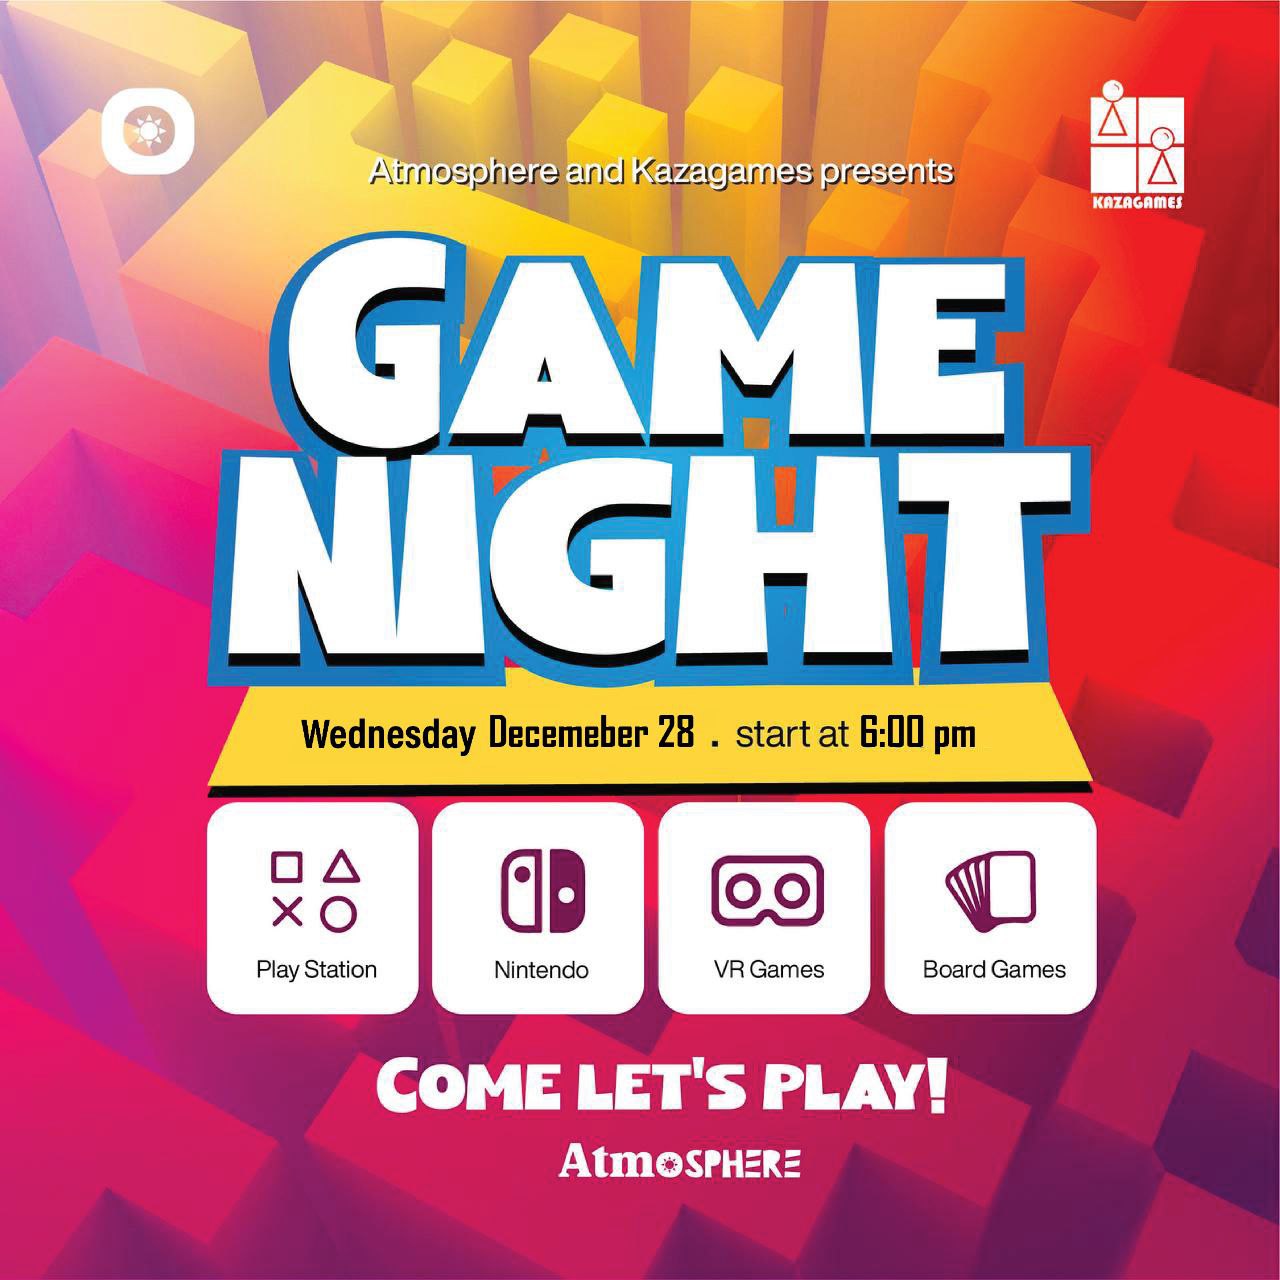 Atmosphere and Kazagames presents
KAZAGAMES
GAME
NIGHT
Wednesday Decemeber 28 . start at 6:00 pm
Play Station
Nintendo
VR Games
Board Games
COME LET'S PLAY!
AtmoSPHERE